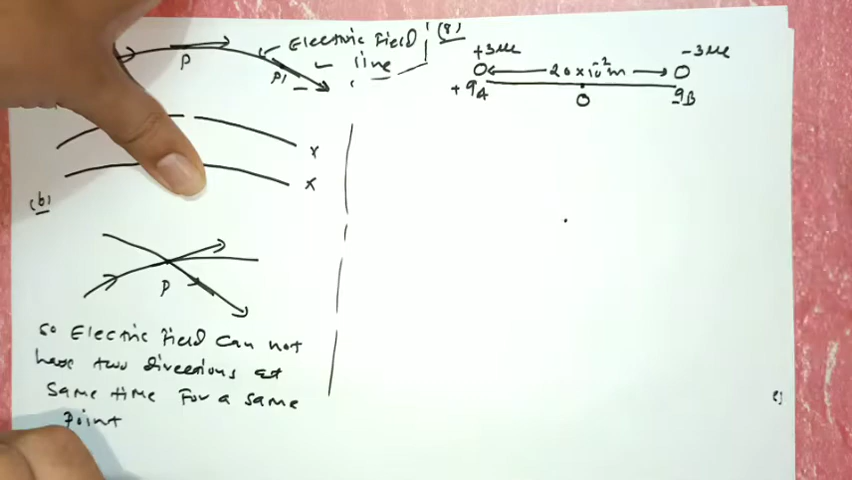 Electric Field
line
P
P1
x
x
(b)
P
So Electric Field can not
have two directions at
same time for a same
point
(8)
+3μc
-3μc
20×10⁻²m
+qA
-qB
O